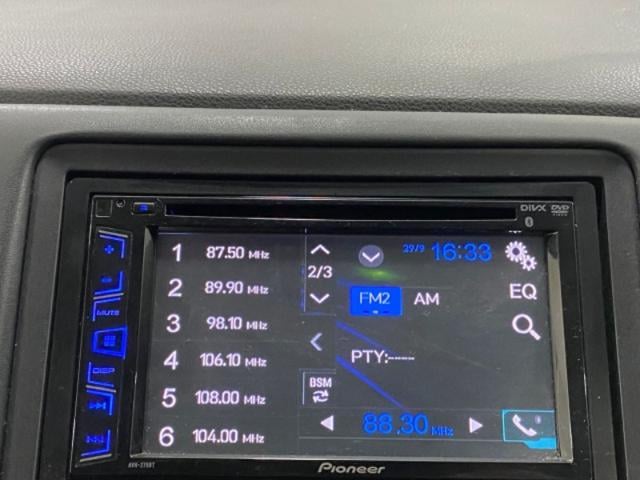 DIVX DVD VIDEO
+
-
MUTE
DISP
1 87.50 MHz
2 89.90 MHz
3 98.10 MHz
4 106.10 MHz
5 108.00 MHz
6 104.00 MHz
2/3
29/9 16:33
FM2 AM
EQ
PTY:----
BSM
88.30 MHz
Pioneer